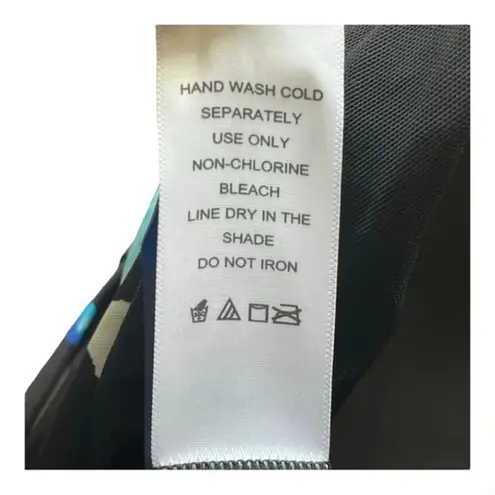 HAND WASH COLD
SEPARATELY
USE ONLY
NON-CHLORINE
BLEACH
LINE DRY IN THE
SHADE
DO NOT IRON